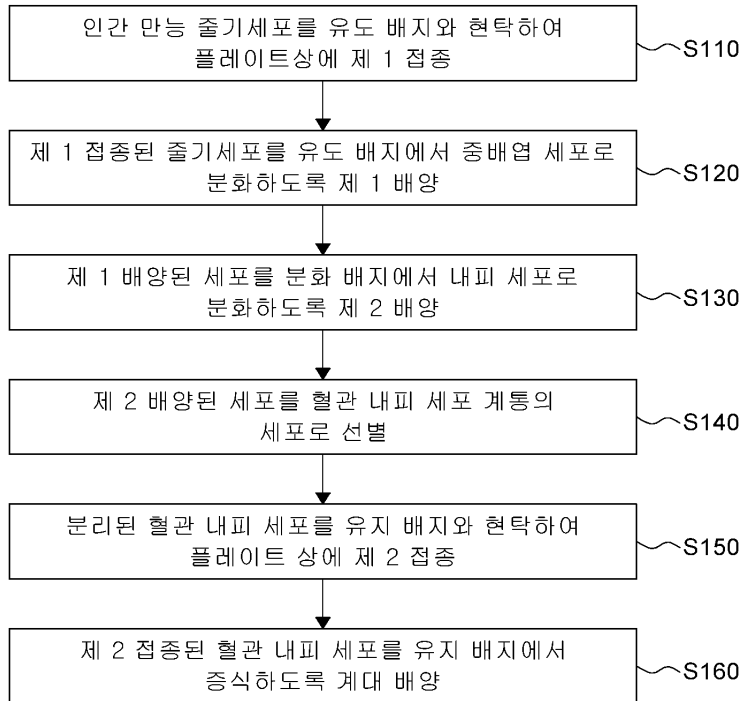 인간 만능 줄기세포를 유도 배지와 현탁하여
플레이트상에 제 1 접종
S110
제 1 접종된 줄기세포를 유도 배지에서 중배엽 세포로
분화하도록 제 1 배양
S120
제 1 배양된 세포를 분화 배지에서 내피 세포로
분화하도록 제 2 배양
S130
제 2 배양된 세포를 혈관 내피 세포 계통의
세포로 선별
S140
분리된 혈관 내피 세포를 유지 배지와 현탁하여
플레이트 상에 제 2 접종
S150
제 2 접종된 혈관 내피 세포를 유지 배지에서
증식하도록 계대 배양
S160